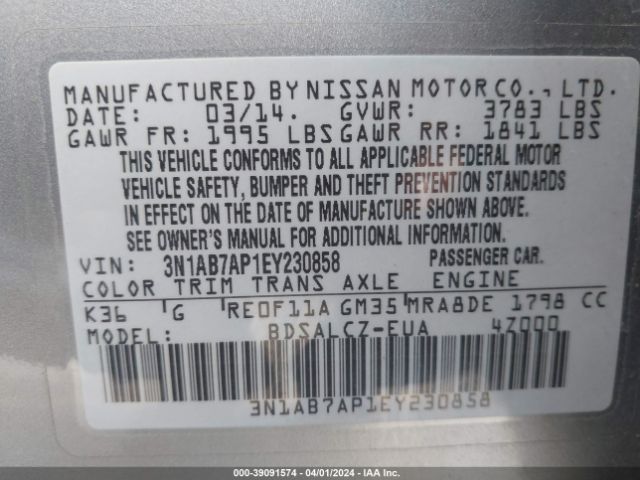 MANUFACTURED BY NISSAN MOTOR CO., LTD.
DATE: 03/14. GVWR: 3783 LBS
GAWR FR: 1995 LBS GAWR RR: 1841 LBS
THIS VEHICLE CONFORMS TO ALL APPLICABLE FEDERAL MOTOR
VEHICLE SAFETY, BUMPER AND THEFT PREVENTION STANDARDS
IN EFFECT ON THE DATE OF MANUFACTURE SHOWN ABOVE.
SEE OWNER'S MANUAL FOR ADDITIONAL INFORMATION.
VIN: 3N1AB7AP1EY230858 PASSENGER CAR.
COLOR TRIM TRANS AXLE ENGINE
K36 G RE0F11A GM35 MRA8DE 1798 CC
MODEL: BDSALCZ-EUA 4Z000
3N1AB7AP1EY230858
000-39091574 | 04/01/2024 | IAA Inc.